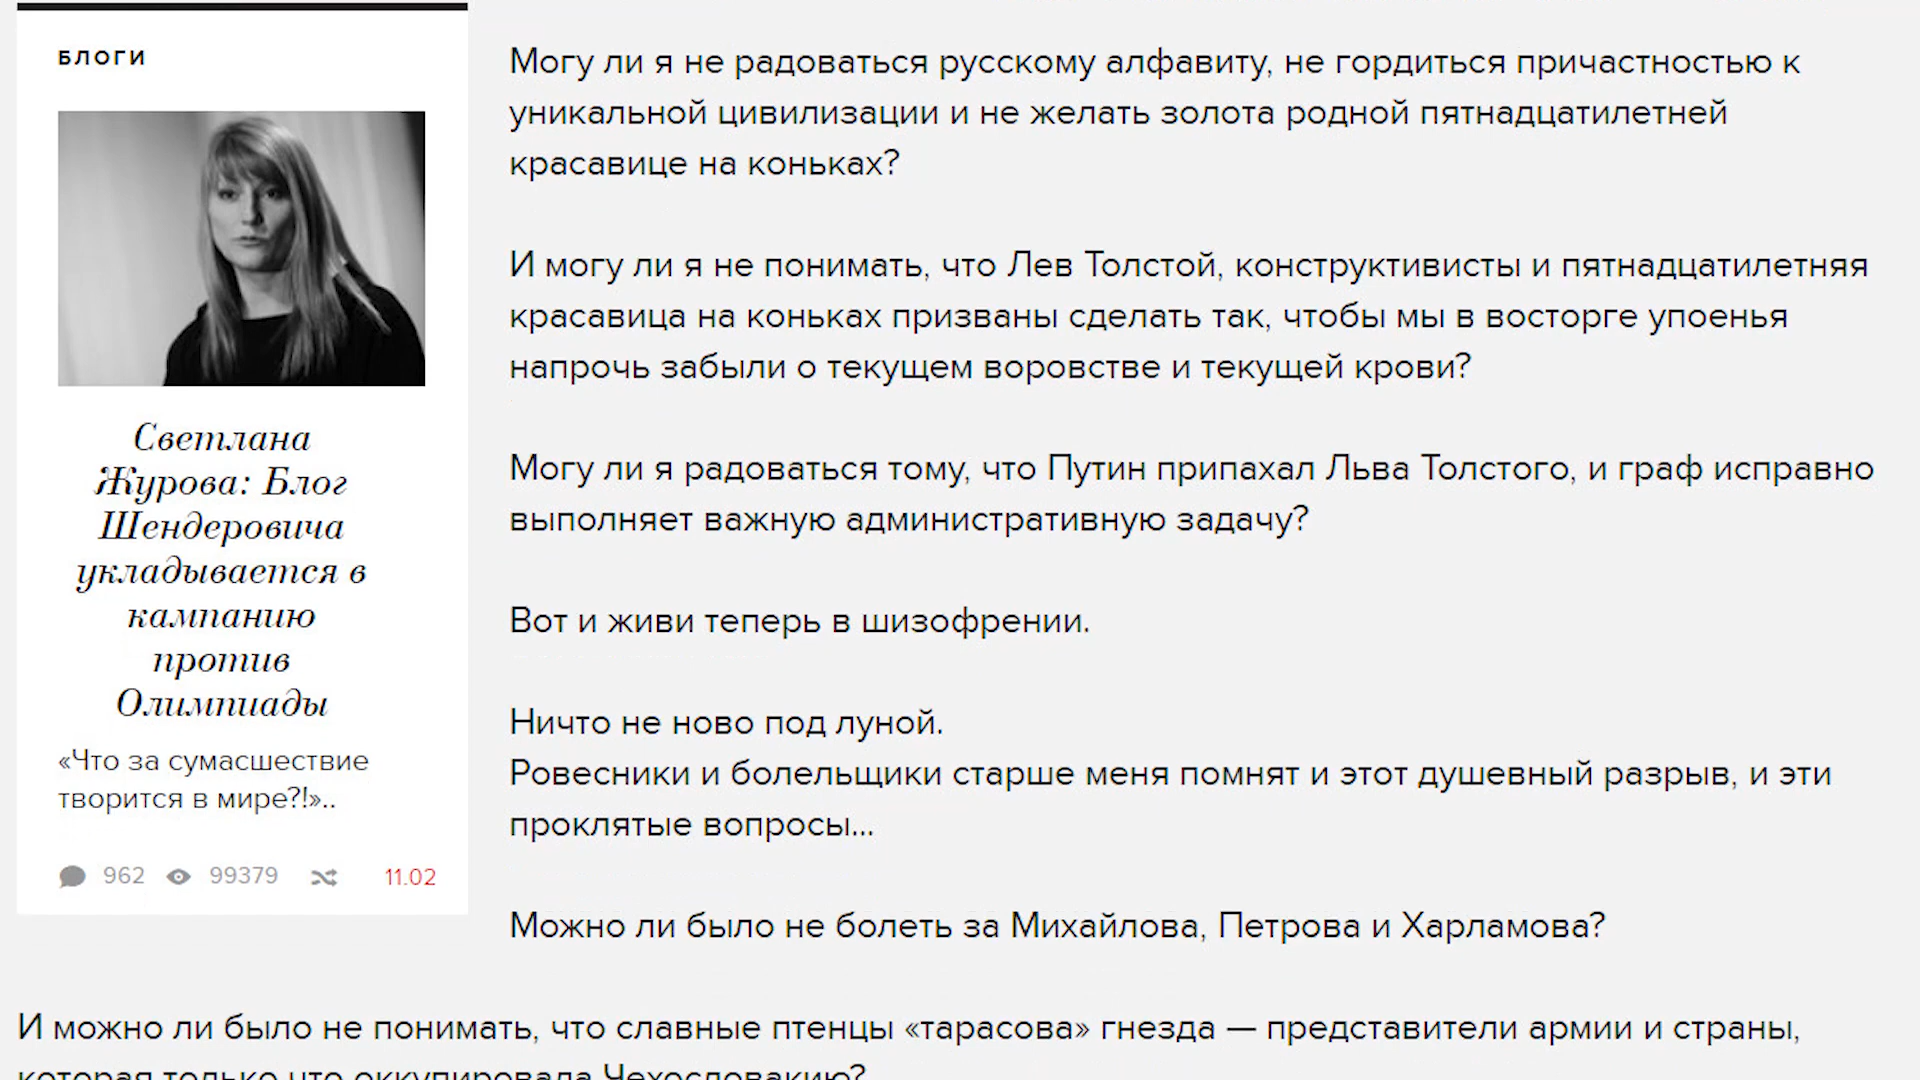 БЛОГИ
Светлана
Журова: Блог
Шендеровича
укладывается в
кампанию
против
Олимпиады
«Что за сумасшествие
творится в мире?!»..
962 99379 11.02
Могу ли я не радоваться русскому алфавиту, не гордиться причастностью к
уникальной цивилизации и не желать золота родной пятнадцатилетней
красавице на коньках?
И могу ли я не понимать, что Лев Толстой, конструктивисты и пятнадцатилетняя
красавица на коньках призваны сделать так, чтобы мы в восторге упоенья
напрочь забыли о текущем воровстве и текущей крови?
Могу ли я радоваться тому, что Путин припахал Льва Толстого, и граф исправно
выполняет важную административную задачу?
Вот и живи теперь в шизофрении.
Ничто не ново под луной.
Ровесники и болельщики старше меня помнят и этот душевный разрыв, и эти
проклятые вопросы...
Можно ли было не болеть за Михайлова, Петрова и Харламова?
И можно ли было не понимать, что славные птенцы «тарасова» гнезда — представители армии и страны,
которая только что оккупировала Чехословакию?